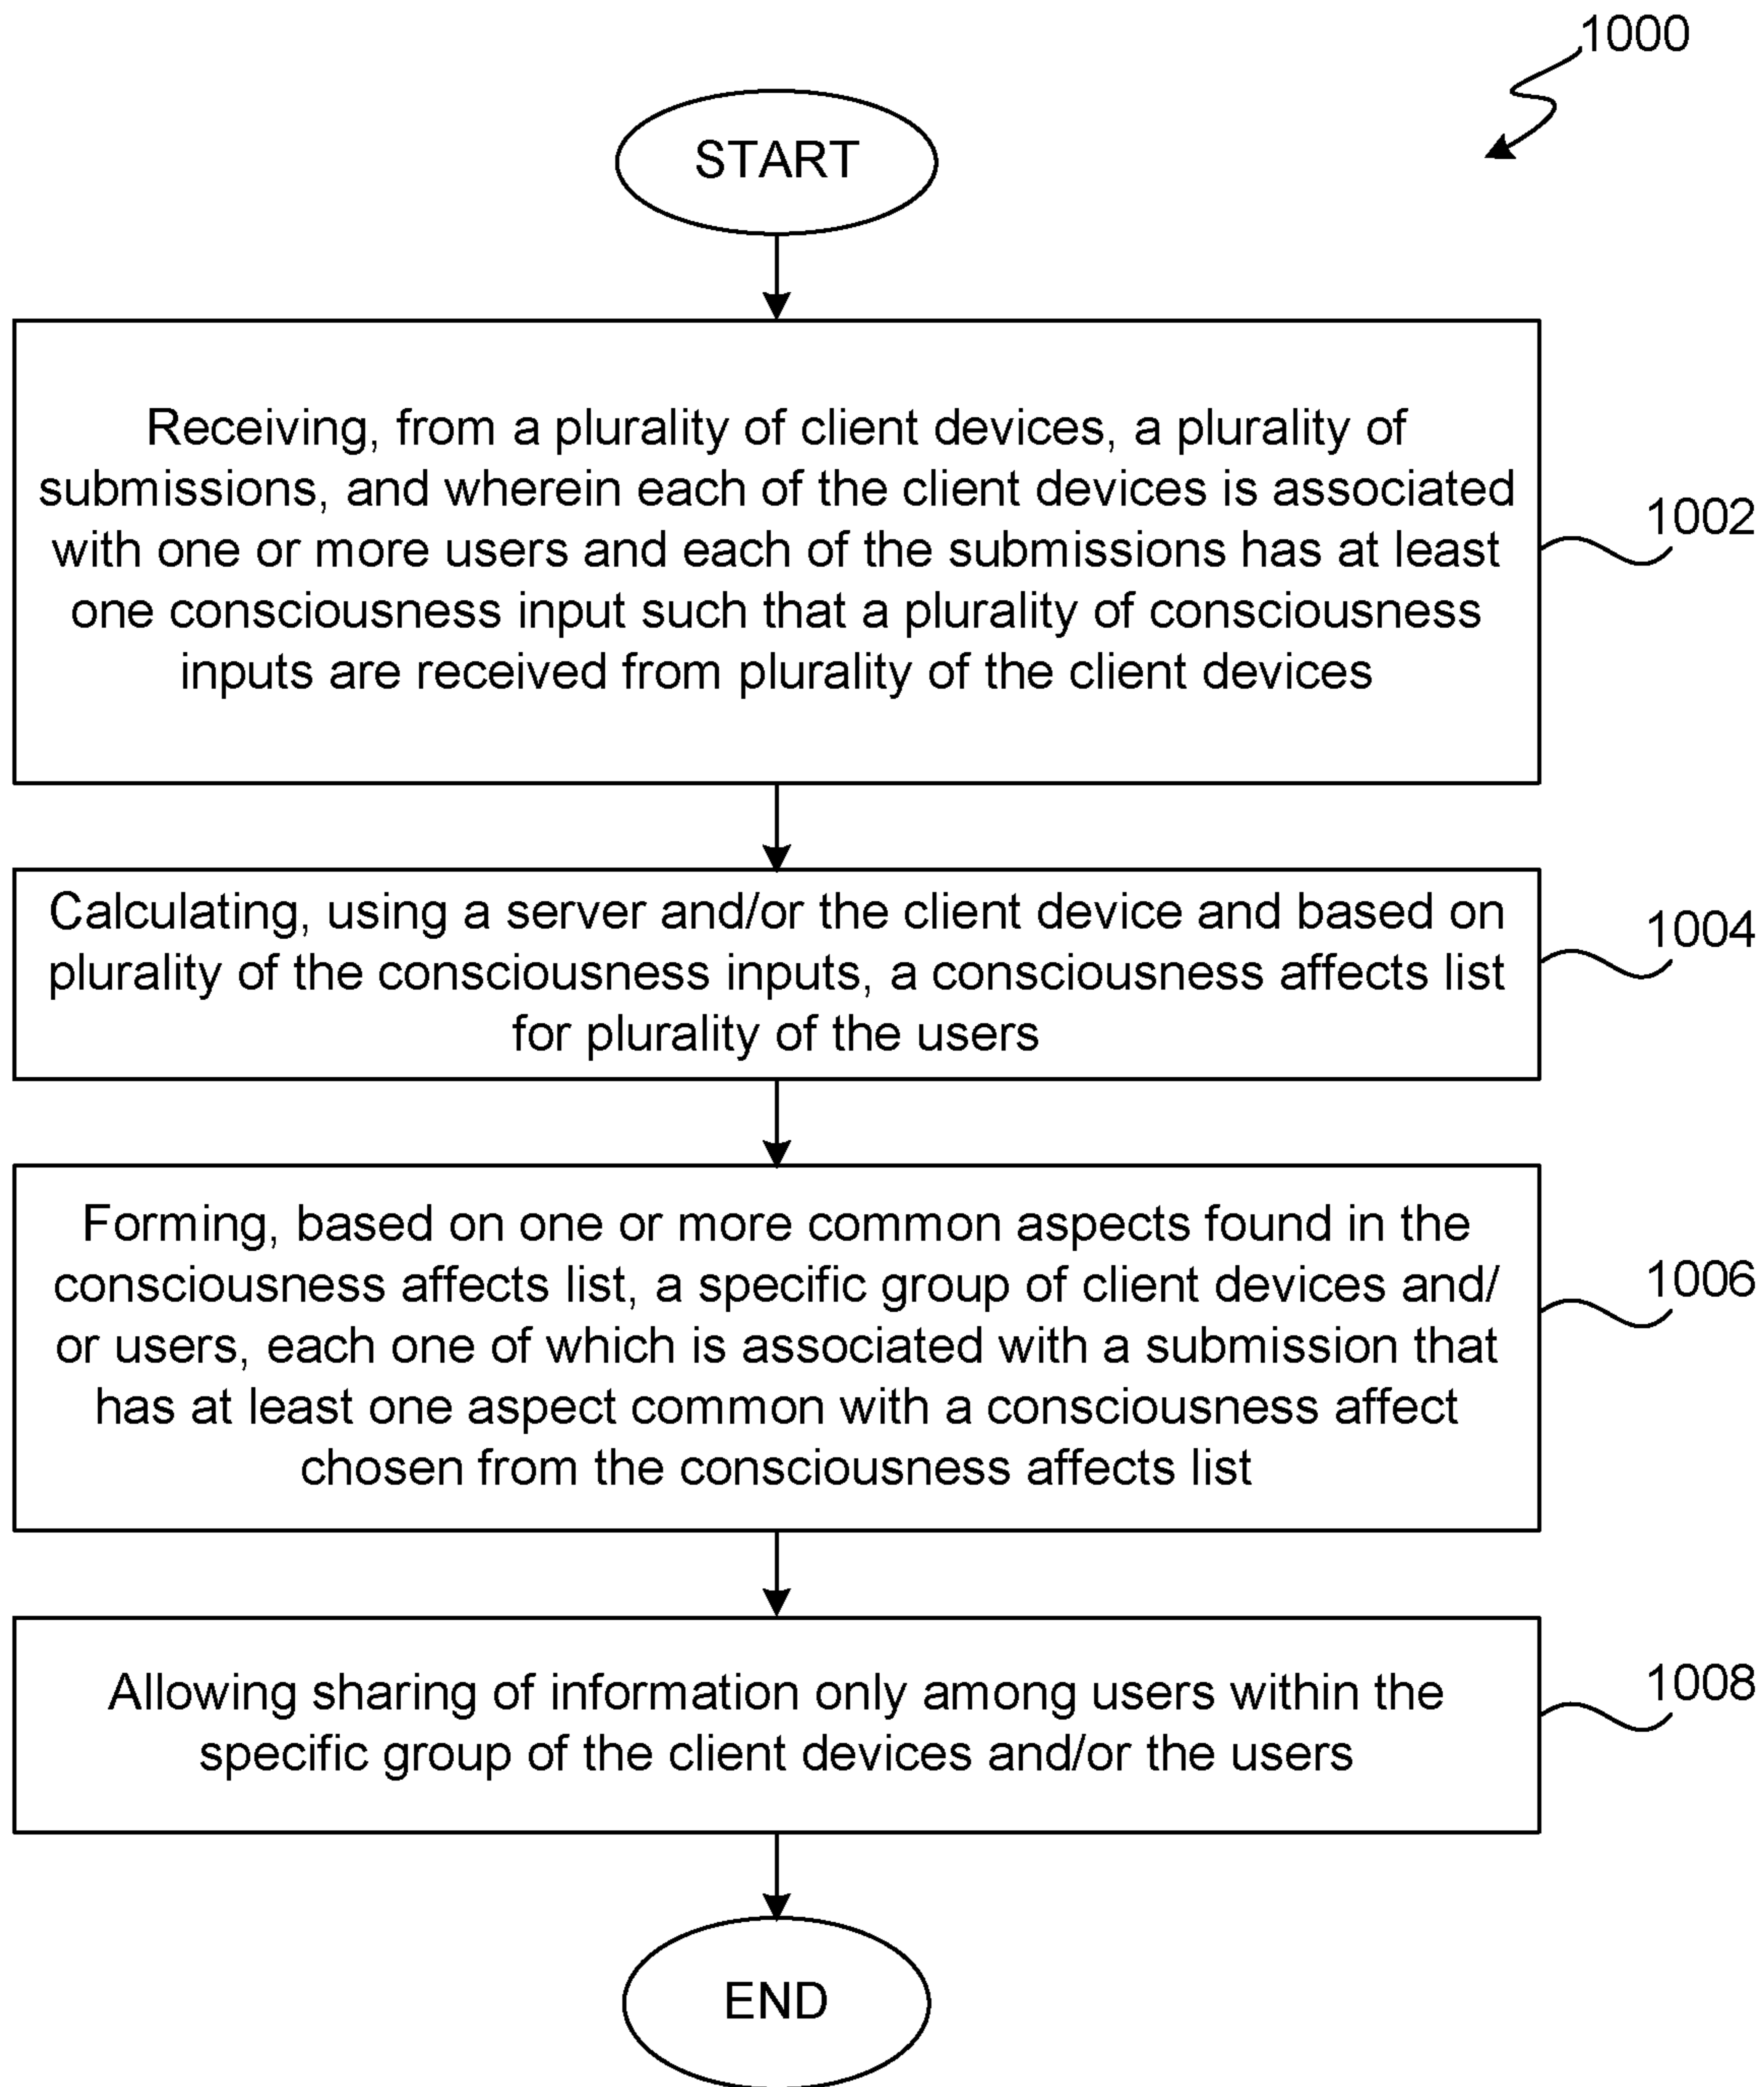 1000
START
Receiving, from a plurality of client devices, a plurality of
submissions, and wherein each of the client devices is associated
with one or more users and each of the submissions has at least
one consciousness input such that a plurality of consciousness
inputs are received from plurality of the client devices
1002
Calculating, using a server and/or the client device and based on
plurality of the consciousness inputs, a consciousness affects list
for plurality of the users
1004
Forming, based on one or more common aspects found in the
consciousness affects list, a specific group of client devices and/
or users, each one of which is associated with a submission that
has at least one aspect common with a consciousness affect
chosen from the consciousness affects list
1006
Allowing sharing of information only among users within the
specific group of the client devices and/or the users
1008
END